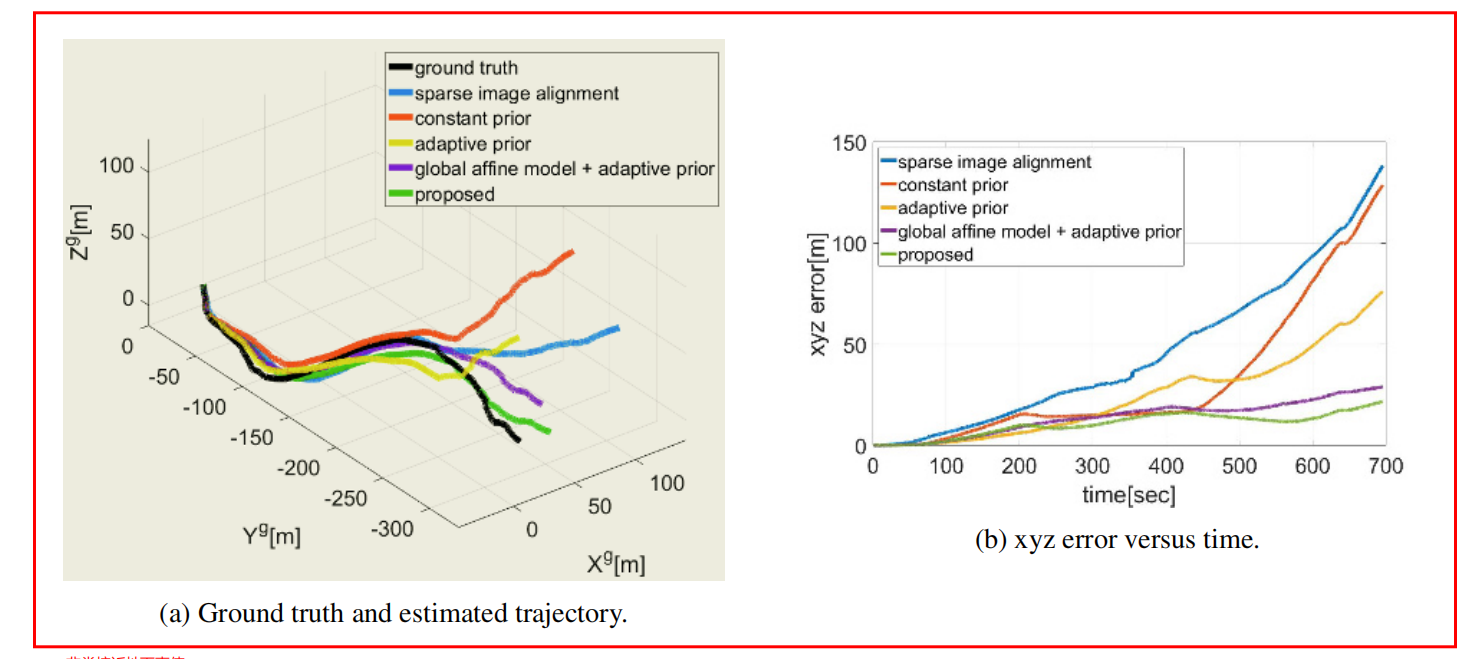 ground truth
sparse image alignment
constant prior
adaptive prior
global affine model + adaptive prior
proposed
100
50
0
Zg[m]
0
-50
-100
-150
-200
-250
-300
Yg[m]
0
50
100
Xg[m]
(a) Ground truth and estimated trajectory.
150
100
50
0
xyz error[m]
sparse image alignment
constant prior
adaptive prior
global affine model + adaptive prior
proposed
0 100 200 300 400 500 600 700
time[sec]
(b) xyz error versus time.